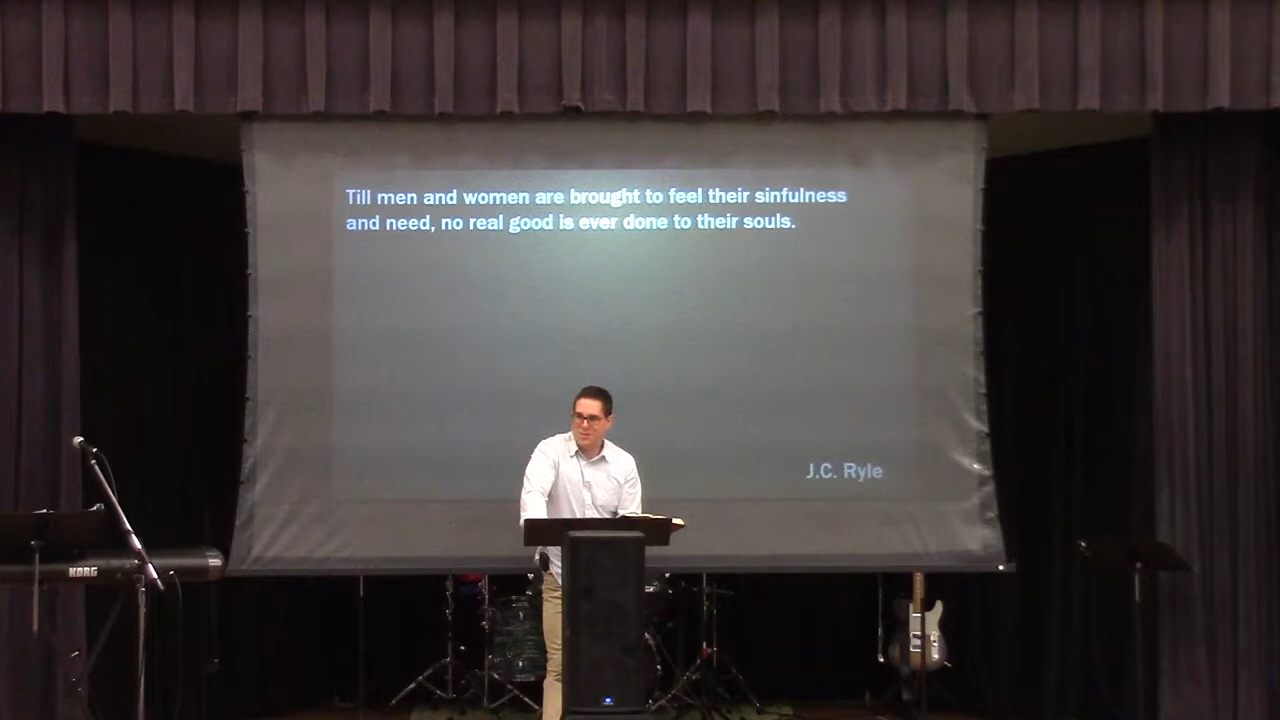 Till men and women are brought to feel their sinfulness
and need, no real good is ever done to their souls.
J.C. Ryle
KORG